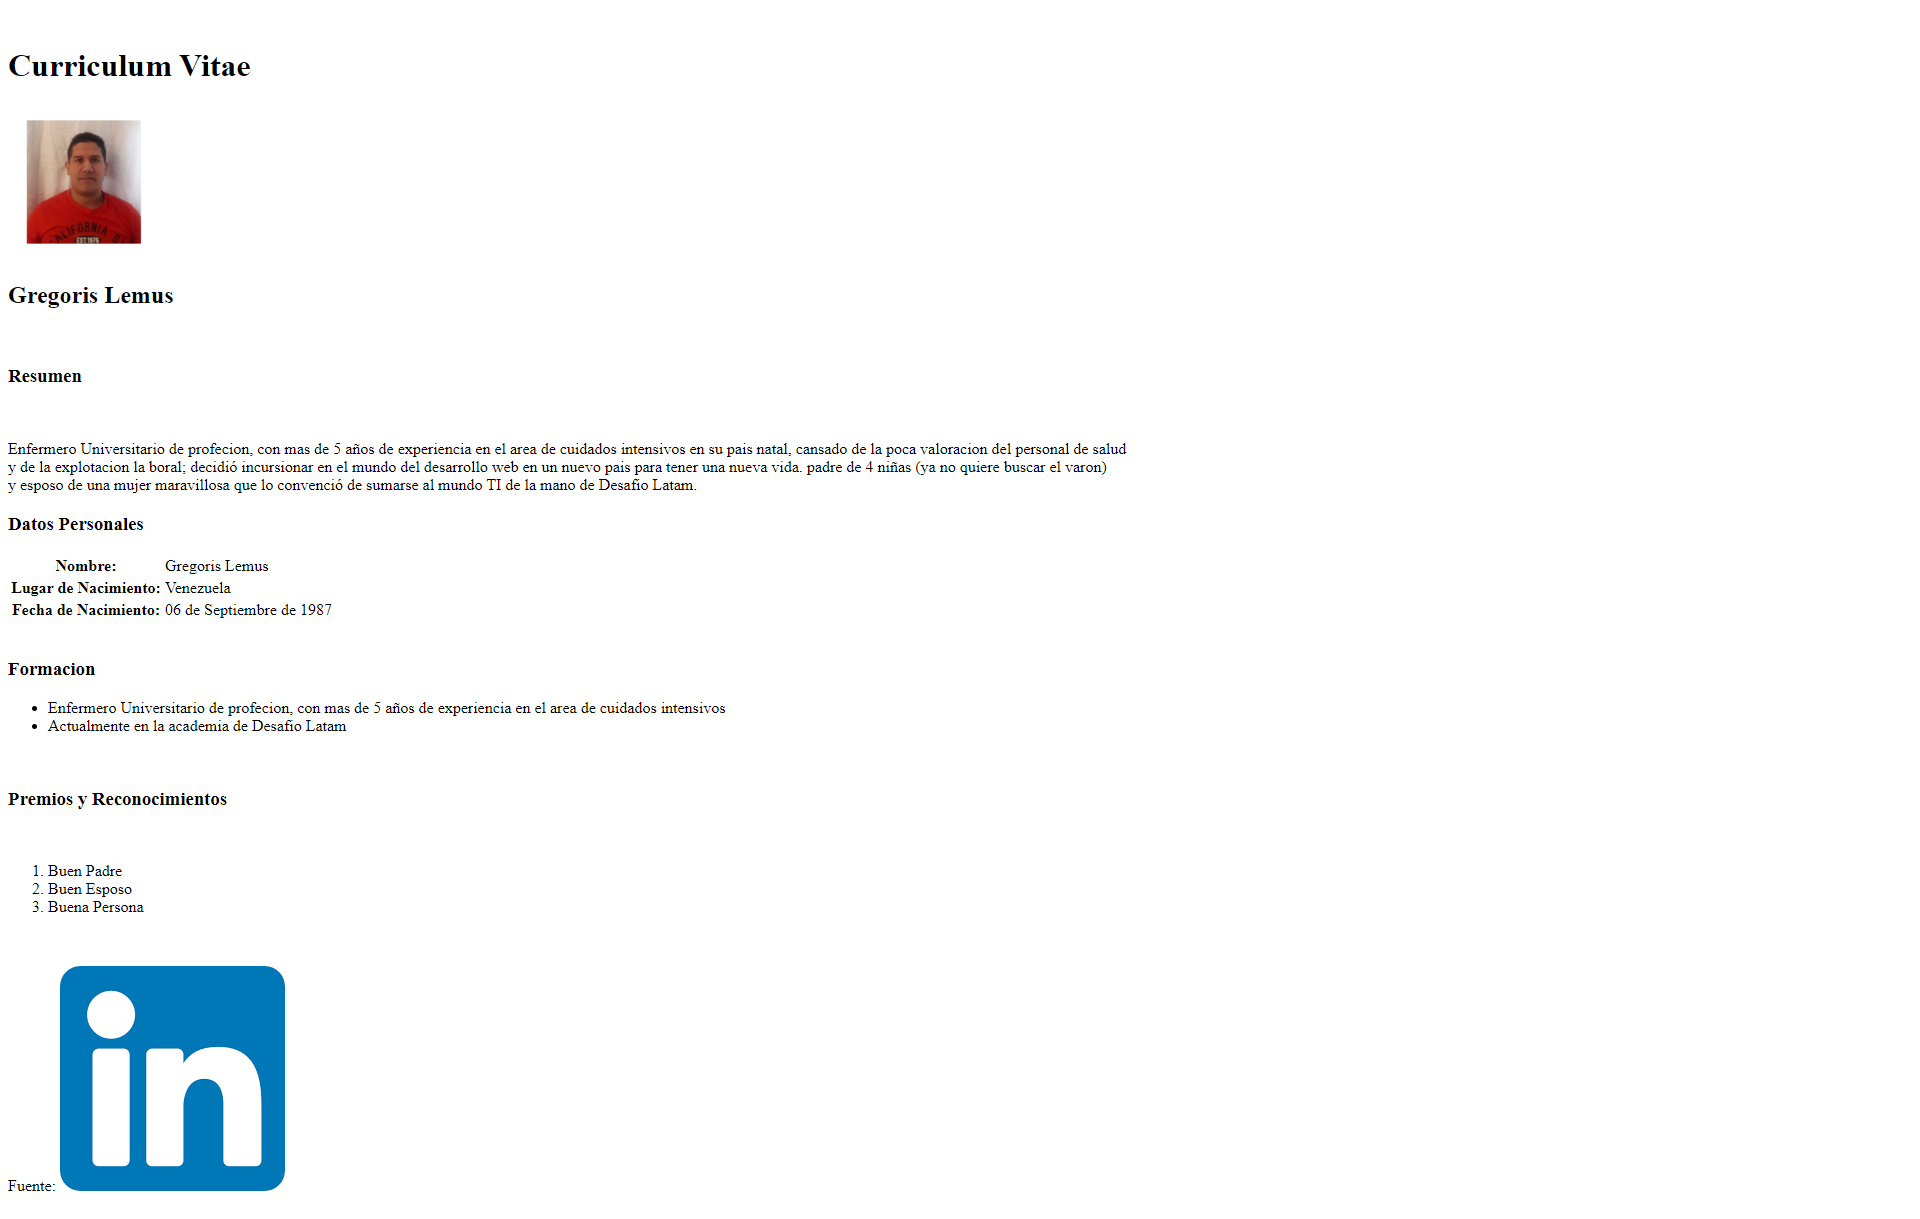 Curriculum Vitae
CALIFORNIA
EST.1976
Gregoris Lemus
Resumen
Enfermero Universitario de profecion, con mas de 5 años de experiencia en el area de cuidados intensivos en su pais natal, cansado de la poca valoracion del personal de salud
y de la explotacion la boral; decidió incursionar en el mundo del desarrollo web en un nuevo pais para tener una nueva vida. padre de 4 niñas (ya no quiere buscar el varon)
y esposo de una mujer maravillosa que lo convenció de sumarse al mundo TI de la mano de Desafio Latam.
Datos Personales
Nombre: Gregoris Lemus
Lugar de Nacimiento: Venezuela
Fecha de Nacimiento: 06 de Septiembre de 1987
Formacion
• Enfermero Universitario de profecion, con mas de 5 años de experiencia en el area de cuidados intensivos
• Actualmente en la academia de Desafio Latam
Premios y Reconocimientos
1. Buen Padre
2. Buen Esposo
3. Buena Persona
in
Fuente: